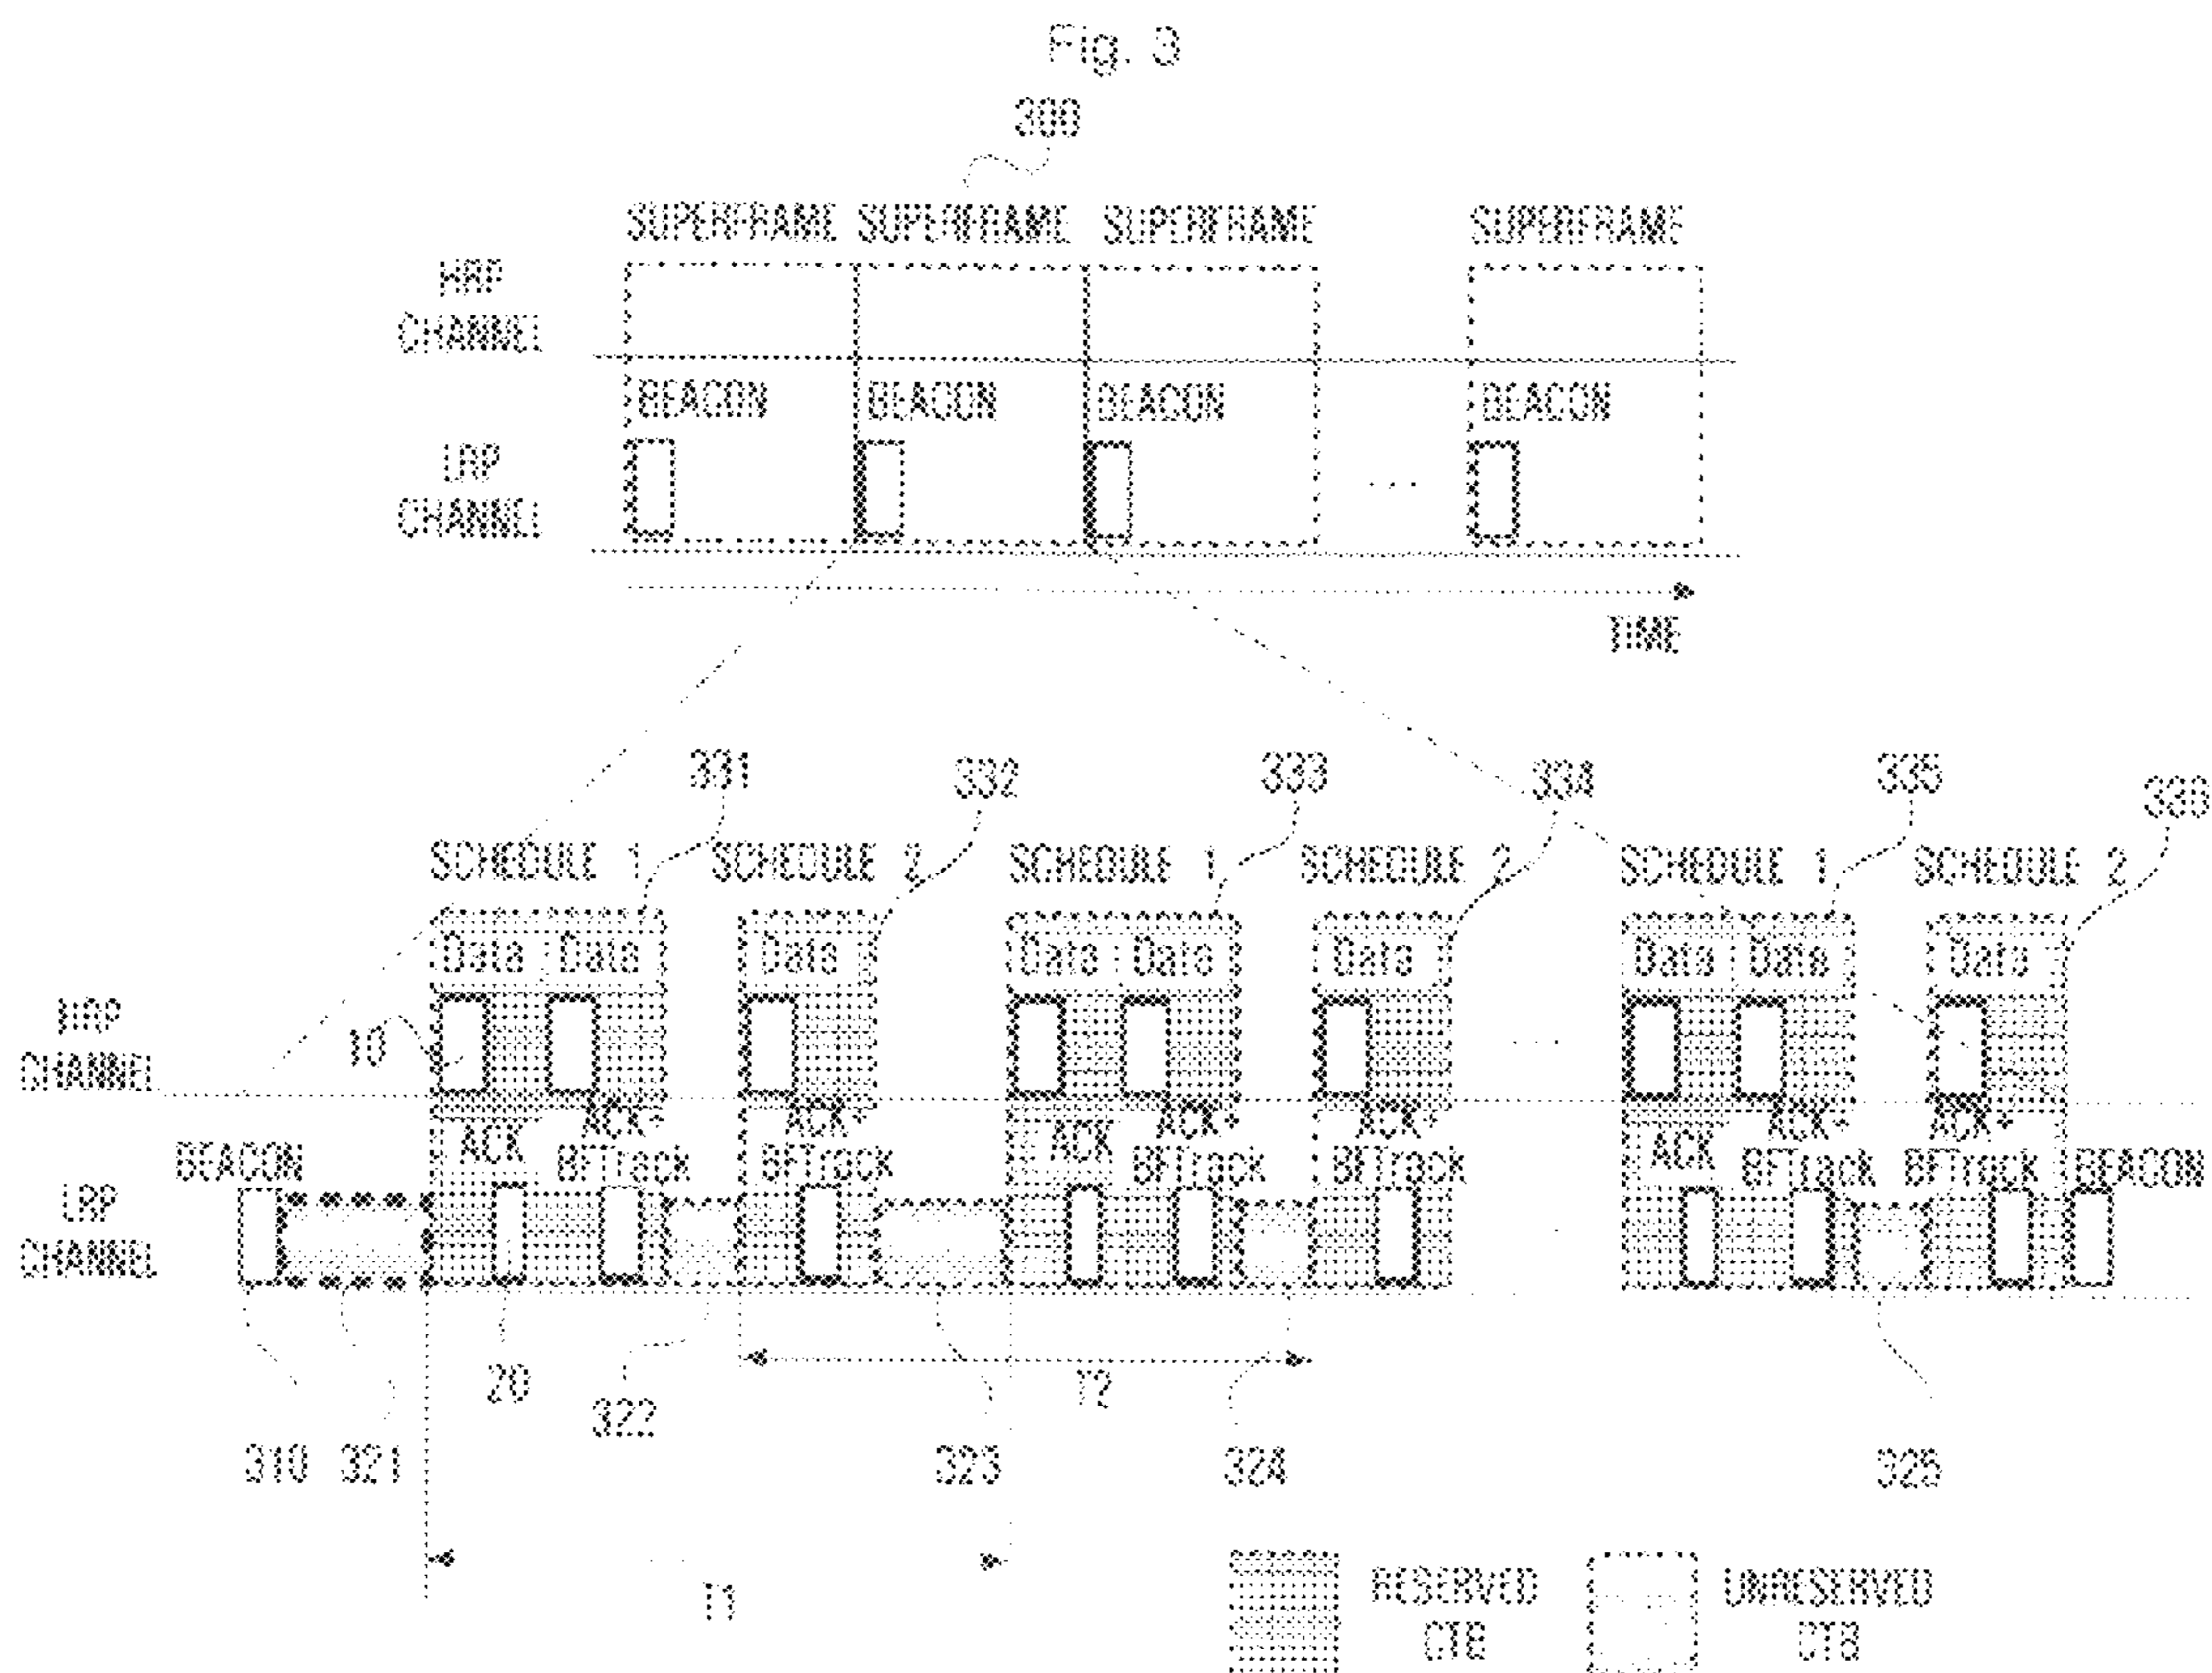 Fig. 3
300
SUPERFRAME SUPERFRAME SUPERFRAME SUPERFRAME
HRP
CHANNEL
BEACON BEACON BEACON BEACON
LRP
CHANNEL
...
TIME
331 332 333 334 335 336
SCHEDULE 1 SCHEDULE 2 SCHEDULE 1 SCHEDULE 2 SCHEDULE 1 SCHEDULE 2
Data Data Data Data Data Data Data Data
HRP
CHANNEL
10
ACK ACK+ BFTrack ACK+ BFTrack ACK ACK+ BFTrack ACK+ BFTrack ACK ACK+ BFTrack ACK+ BFTrack
BEACON BEACON
LRP
CHANNEL
20 322 T2
310 321 323 324 325
T1
RESERVED
CTB
UNRESERVED
CTB